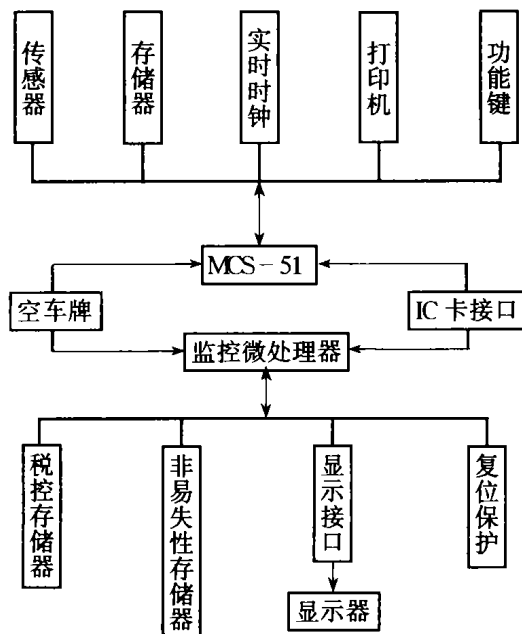 传感器
存储器
实时时钟
打印机
功能键
MCS-51
空车牌
IC 卡接口
监控微处理器
税控存储器
非易失性存储器
显示接口
复位保护
显示器